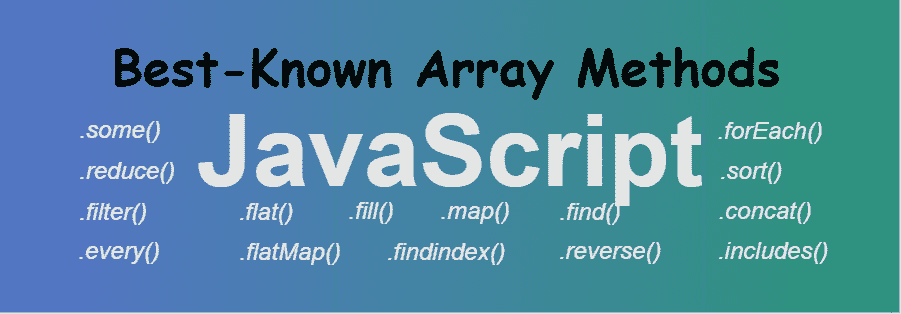 Best-Known Array Methods
JavaScript
.some() .forEach()
.reduce() .sort()
.filter() .flat() .fill() .map() .find() .concat()
.every() .flatMap() .findindex() .reverse() .includes()